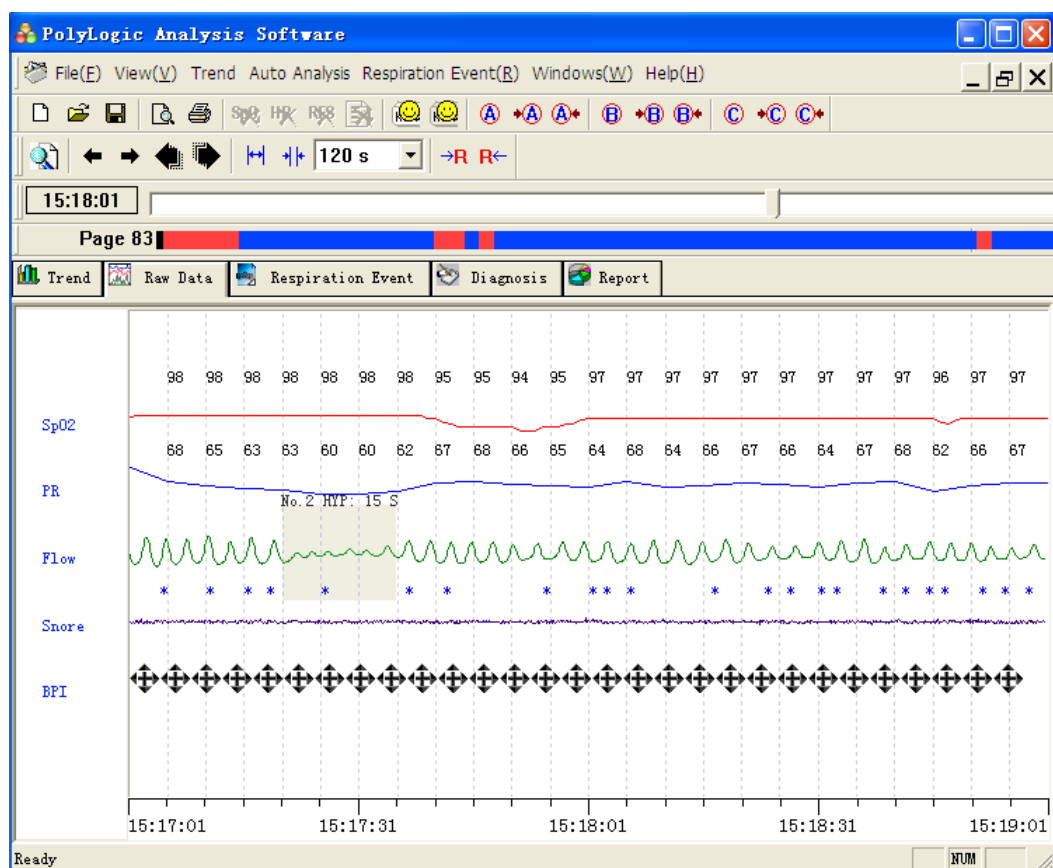 PolyLogic Analysis Software
File(F) View(V) Trend Auto Analysis Respiration Event(R) Windows(W) Help(H)
SpO2 HR RES A A A B B B C C C
120 s →R R←
15:18:01
Page 83
Trend Raw Data Respiration Event Diagnosis Report
98 98 98 98 98 98 98 95 95 94 95 97 97 97 97 97 97 97 97 97 96 97 97
SpO2
68 65 63 63 60 60 62 67 68 66 65 64 68 64 66 67 66 64 67 68 62 66 67
PR
No.2 HYP: 15 S
Flow
* * * * * * * * * * * * * * * * * * * * * * *
Snore
BPI
15:17:01 15:17:31 15:18:01 15:18:31 15:19:01
Ready NUM